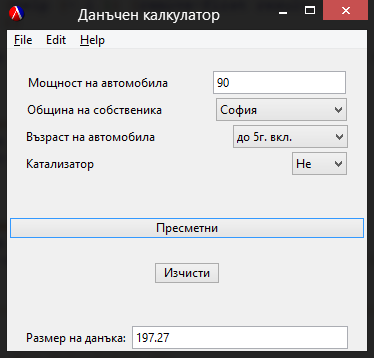 Данъчен калкулатор
File Edit Help
Мощност на автомобила 90
Община на собственика София
Възраст на автомобила до 5г. вкл.
Катализатор Не
Пресметни
Изчисти
Размер на данъка: 197.27